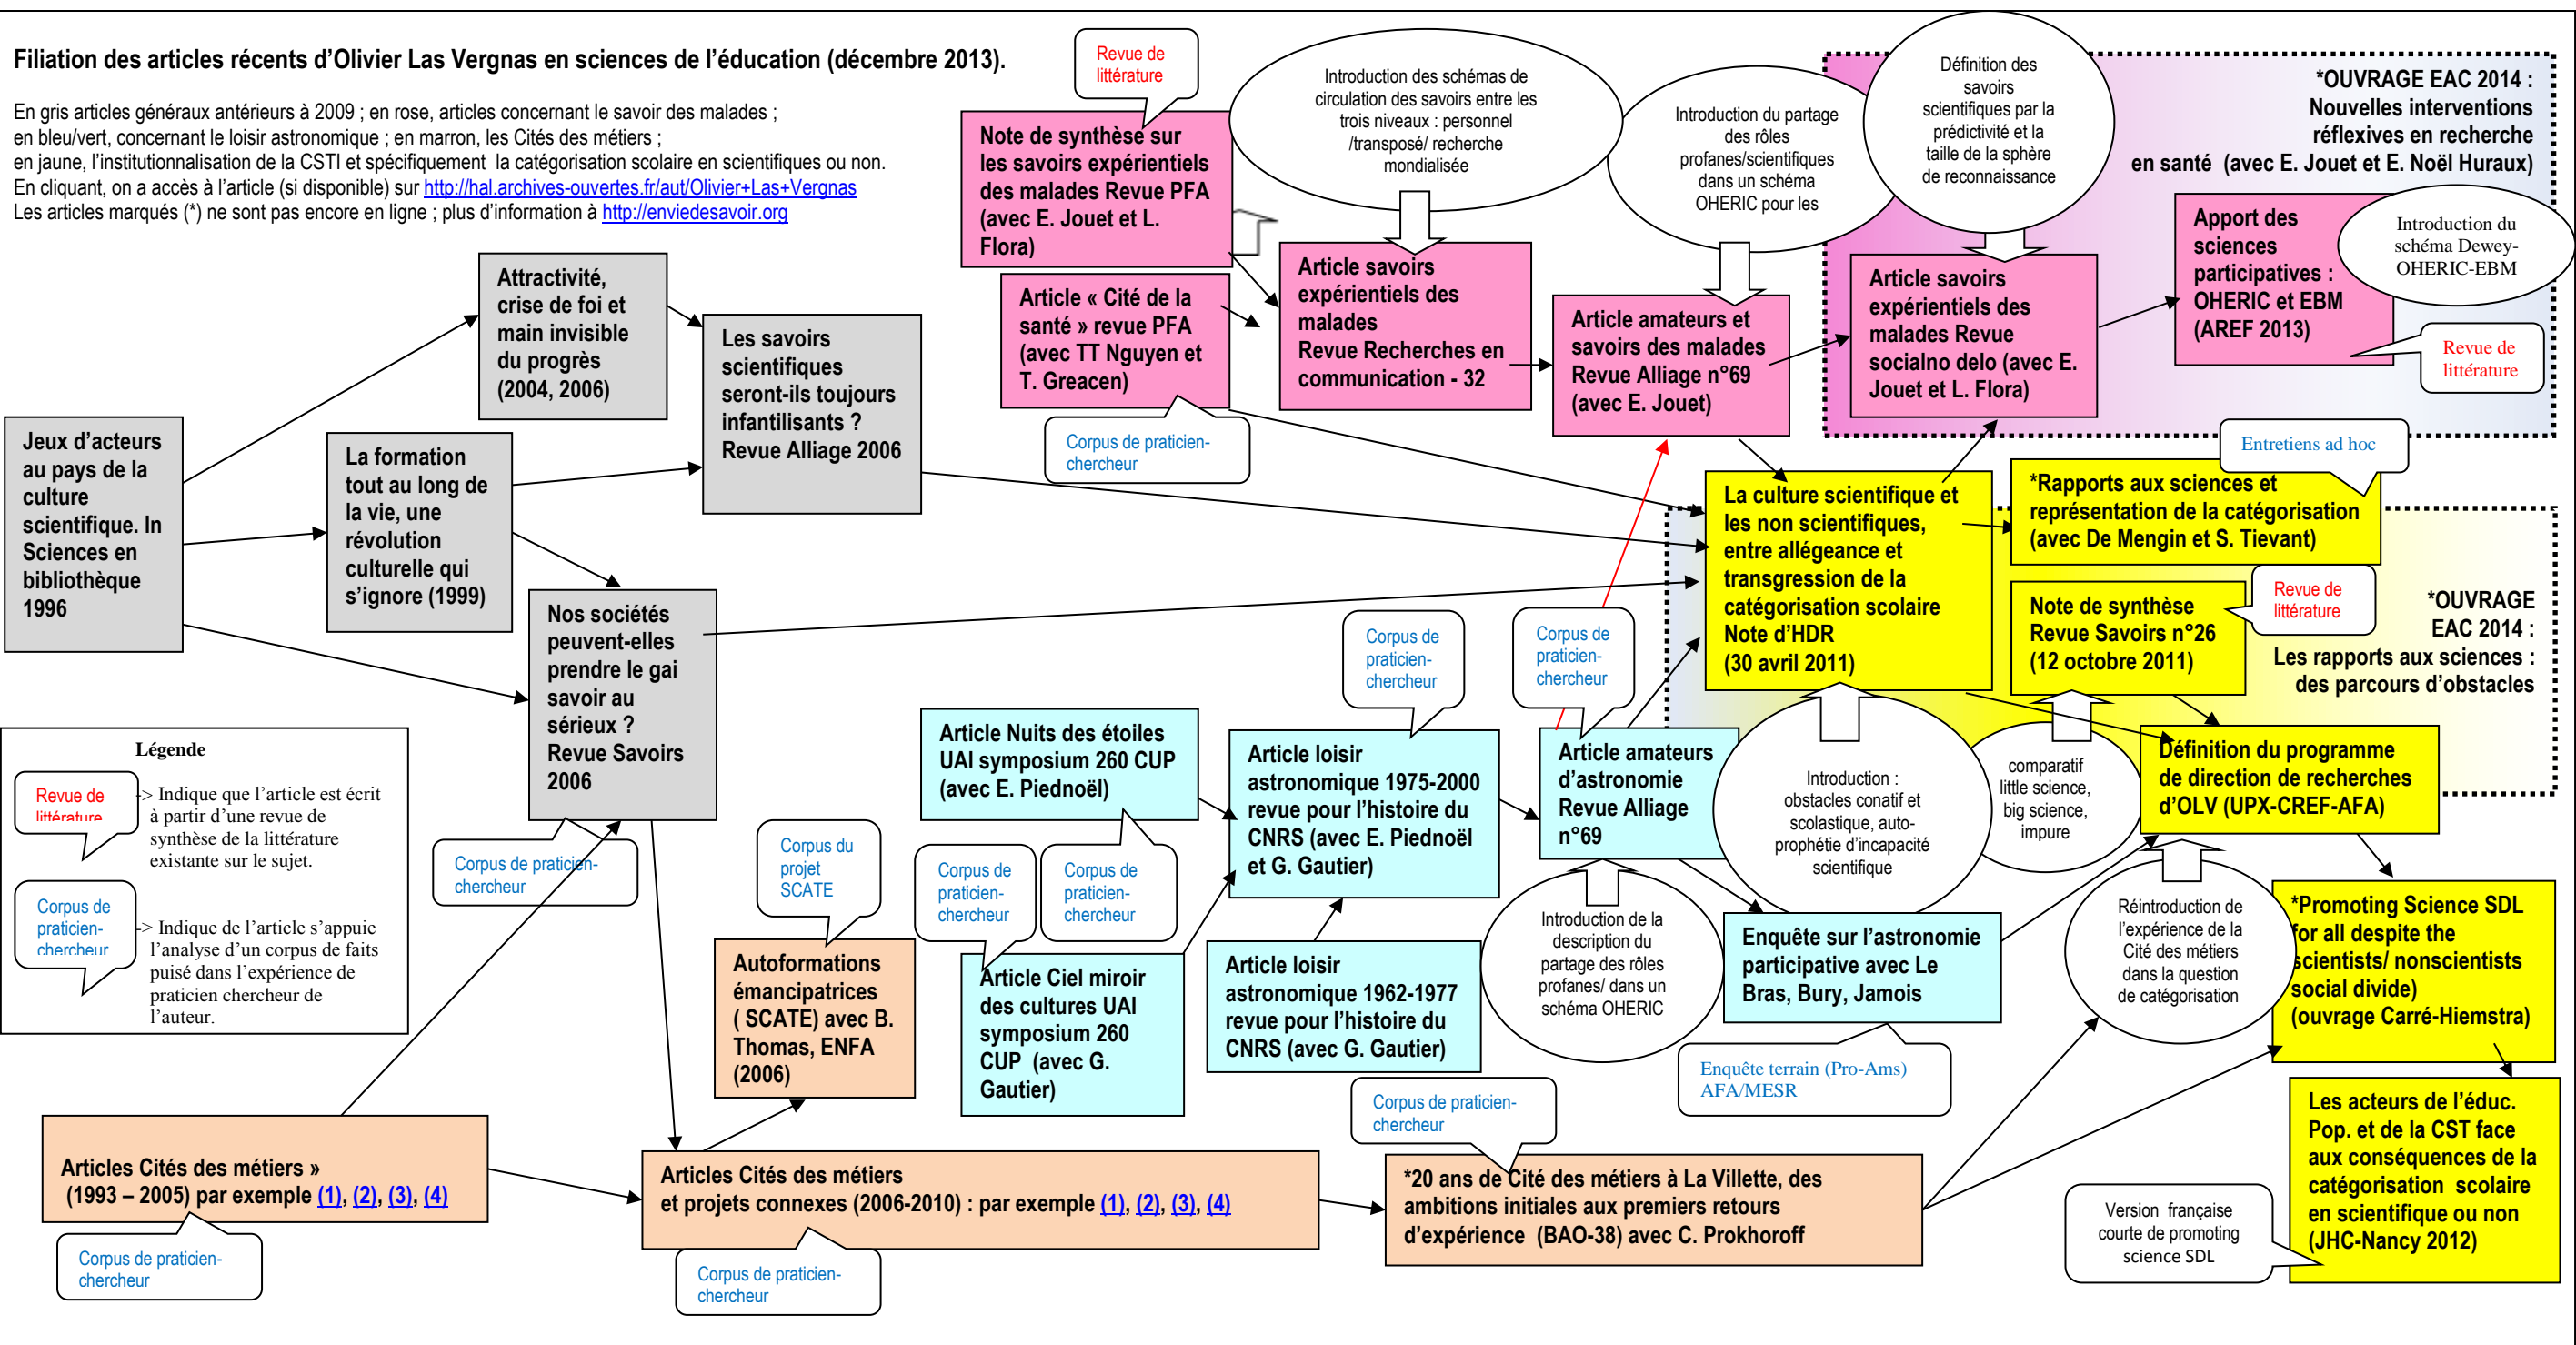 Filiation des articles récents d’Olivier Las Vergnas en sciences de l’éducation (décembre 2013).
En gris articles généraux antérieurs à 2009 ; en rose, articles concernant le savoir des malades ;
en bleu/vert, concernant le loisir astronomique ; en marron, les Cités des métiers ;
en jaune, l’institutionnalisation de la CSTI et spécifiquement la catégorisation scolaire en scientifiques ou non.
En cliquant, on a accès à l’article (si disponible) sur http://hal.archives-ouvertes.fr/aut/Olivier+Las+Vergnas
Les articles marqués (*) ne sont pas encore en ligne ; plus d’information à http://enviedesavoir.org
Revue de
littérature
Note de synthèse sur
les savoirs expérientiels
des malades Revue PFA
(avec E. Jouet et L.
Flora)
Introduction des schémas de
circulation des savoirs entre les
trois niveaux : personnel
/transposé/ recherche
mondialisée
Introduction du partage
des rôles
profanes/scientifiques
dans un schéma
OHERIC pour les
Définition des
savoirs
scientifiques par la
prédictivité et la
taille de la sphère
de reconnaissance
*OUVRAGE EAC 2014 :
Nouvelles interventions
réflexives en recherche
en santé (avec E. Jouet et E. Noël Huraux)
Apport des
sciences
participatives :
OHERIC et EBM
(AREF 2013)
Introduction du
schéma Dewey-
OHERIC-EBM
Revue de
littérature
Article « Cité de la
santé » revue PFA
(avec TT Nguyen et
T. Greacen)
Corpus de praticien-
chercheur
Article savoirs
expérientiels des
malades
Revue Recherches en
communication - 32
Article amateurs et
savoirs des malades
Revue Alliage n°69
(avec E. Jouet)
Article savoirs
expérientiels des
malades Revue
socialno delo (avec E.
Jouet et L. Flora)
Attractivité,
crise de foi et
main invisible
du progrès
(2004, 2006)
Les savoirs
scientifiques
seront-ils toujours
infantilisants ?
Revue Alliage 2006
Jeux d’acteurs
au pays de la
culture
scientifique. In
Sciences en
bibliothèque
1996
La formation
tout au long de
la vie, une
révolution
culturelle qui
s’ignore (1999)
Nos sociétés
peuvent-elles
prendre le gai
savoir au
sérieux ?
Revue Savoirs
2006
Corpus de praticien-
chercheur
La culture scientifique et
les non scientifiques,
entre allégeance et
transgression de la
catégorisation scolaire
Note d’HDR
(30 avril 2011)
Entretiens ad hoc
*Rapports aux sciences et
représentation de la catégorisation
(avec De Mengin et S. Tievant)
Note de synthèse
Revue Savoirs n°26
(12 octobre 2011)
Revue de
littérature
*OUVRAGE
EAC 2014 :
Les rapports aux sciences :
des parcours d’obstacles
Légende
Revue de
littérature
-> Indique que l’article est écrit
à partir d’une revue de
synthèse de la littérature
existante sur le sujet.
Corpus de
praticien-
chercheur
-> Indique de l’article s’appuie
l’analyse d’un corpus de faits
puisé dans l’expérience de
praticien chercheur de
l’auteur.
Corpus du
projet
SCATE
Autoformations
émancipatrices
( SCATE) avec B.
Thomas, ENFA
(2006)
Article Nuits des étoiles
UAI symposium 260 CUP
(avec E. Piednoël)
Corpus de
praticien-
chercheur
Corpus de
praticien-
chercheur
Article Ciel miroir
des cultures UAI
symposium 260
CUP (avec G.
Gautier)
Corpus de
praticien-
chercheur
Article loisir
astronomique 1975-2000
revue pour l’histoire du
CNRS (avec E. Piednoël
et G. Gautier)
Article loisir
astronomique 1962-1977
revue pour l’histoire du
CNRS (avec G. Gautier)
Corpus de
praticien-
chercheur
Article amateurs
d’astronomie
Revue Alliage
n°69
Introduction de la
description du
partage des rôles
profanes/ dans un
schéma OHERIC
Introduction :
obstacles conatif et
scolastique, auto-
prophétie d’incapacité
scientifique
comparatif
little science,
big science,
impure
Définition du programme
de direction de recherches
d’OLV (UPX-CREF-AFA)
Enquête sur l’astronomie
participative avec Le
Bras, Bury, Jamois
Enquête terrain (Pro-Ams)
AFA/MESR
Réintroduction de
l’expérience de la
Cité des métiers
dans la question
de catégorisation
*Promoting Science SDL
for all despite the
scientists/ nonscientists
social divide)
(ouvrage Carré-Hiemstra)
Les acteurs de l’éduc.
Pop. et de la CST face
aux conséquences de la
catégorisation scolaire
en scientifique ou non
(JHC-Nancy 2012)
Version française
courte de promoting
science SDL
Articles Cités des métiers »
(1993 – 2005) par exemple (1), (2), (3), (4)
Corpus de praticien-
chercheur
Articles Cités des métiers
et projets connexes (2006-2010) : par exemple (1), (2), (3), (4)
Corpus de praticien-
chercheur
Corpus de praticien-
chercheur
*20 ans de Cité des métiers à La Villette, des
ambitions initiales aux premiers retours
d’expérience (BAO-38) avec C. Prokhoroff